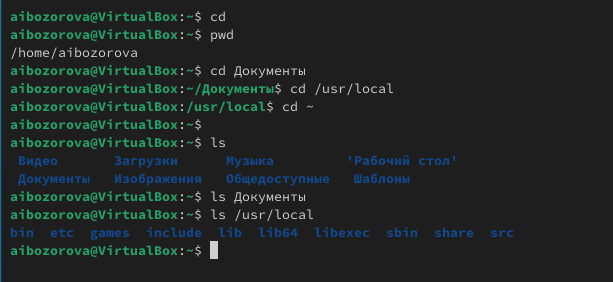 aibozorova@VirtualBox:~$ cd
aibozorova@VirtualBox:~$ pwd
/home/aibozorova
aibozorova@VirtualBox:~$ cd Документы
aibozorova@VirtualBox:~/Документы$ cd /usr/local
aibozorova@VirtualBox:/usr/local$ cd ~
aibozorova@VirtualBox:~$
aibozorova@VirtualBox:~$ ls
Видео Загрузки Музыка 'Рабочий стол'
Документы Изображения Общедоступные Шаблоны
aibozorova@VirtualBox:~$ ls Документы
aibozorova@VirtualBox:~$ ls /usr/local
bin etc games include lib lib64 libexec sbin share src
aibozorova@VirtualBox:~$